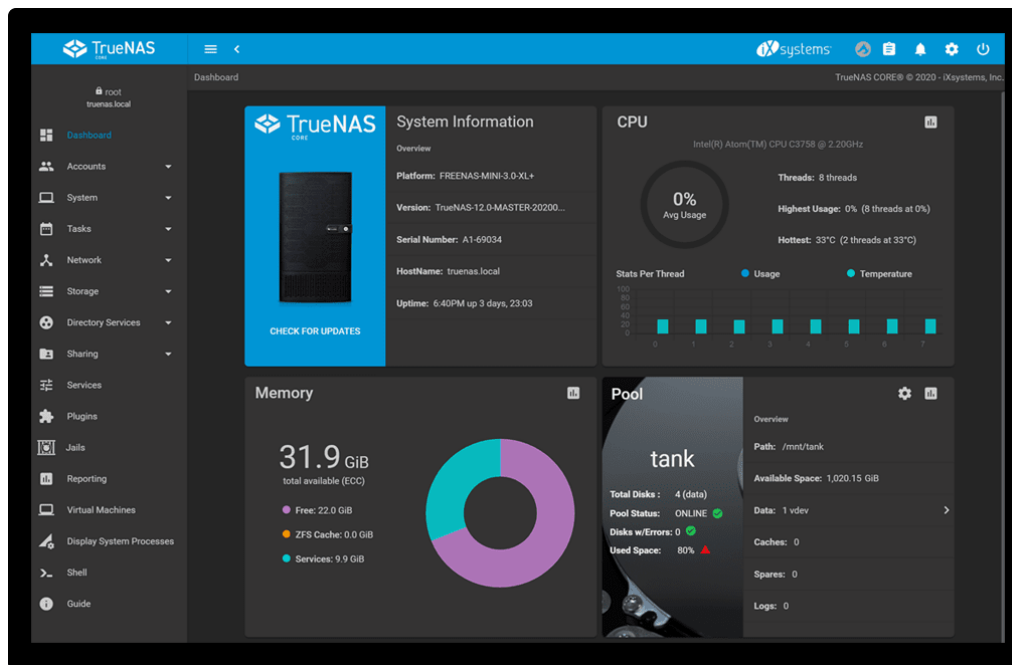 TrueNAS
CORE
iXsystems
Dashboard
TrueNAS CORE® © 2020 - iXsystems, Inc.
root
truenas.local
Dashboard
Accounts
System
Tasks
Network
Storage
Directory Services
Sharing
Services
Plugins
Jails
Reporting
Virtual Machines
Display System Processes
Shell
Guide
TrueNAS
CORE
CHECK FOR UPDATES
System Information
Overview
Platform: FREENAS-MINI-3.0-XL+
Version: TrueNAS-12.0-MASTER-20200...
Serial Number: A1-69034
HostName: truenas.local
Uptime: 6:40PM up 3 days, 23:03
CPU
Intel(R) Atom(TM) CPU C3758 @ 2.20GHz
0%
Avg Usage
Threads: 8 threads
Highest Usage: 0% (8 threads at 0%)
Hottest: 33°C (2 threads at 33°C)
Stats Per Thread Usage Temperature
100
80
60
40
20
0
0 1 2 3 4 5 6 7
Memory
31.9 GiB
total available (ECC)
Free: 22.0 GiB
ZFS Cache: 0.0 GiB
Services: 9.9 GiB
Pool
tank
Total Disks : 4 (data)
Pool Status: ONLINE
Disks w/Errors: 0
Used Space: 80%
Overview
Path: /mnt/tank
Available Space: 1,020.15 GiB
Data: 1 vdev
Caches: 0
Spares: 0
Logs: 0